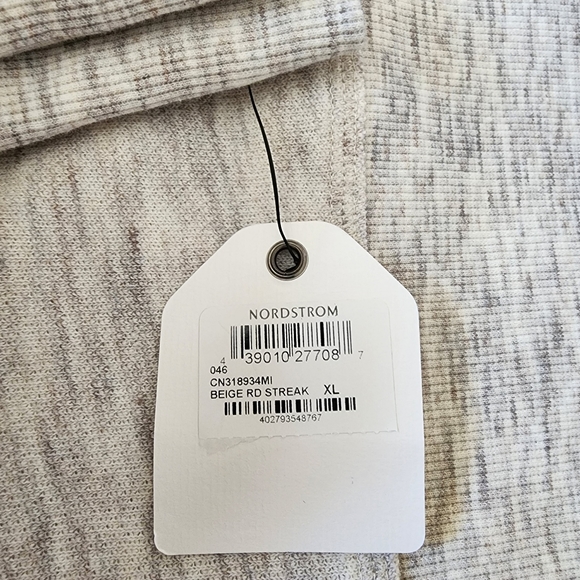 NORDSTROM
4 39010 27708 7
046
CN318934MI
BEIGE RD STREAK XL
402793548767